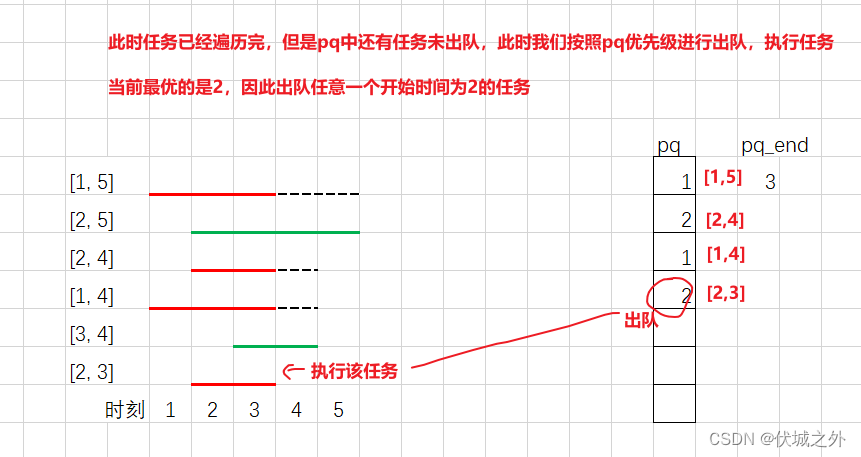 此时任务已经遍历完，但是pq中还有任务未出队，此时我们按照pq优先级进行出队，执行任务
当前最优的是2，因此出队任意一个开始时间为2的任务
pq pq_end
[1, 5] 1 [1,5] 3
[2, 5] 2 [2,4]
[2, 4] 1 [1,4]
[1, 4] 2 [2,3]
出队
[3, 4]
[2, 3] 执行该任务
时刻 1 2 3 4 5
CSDN @伏城之外